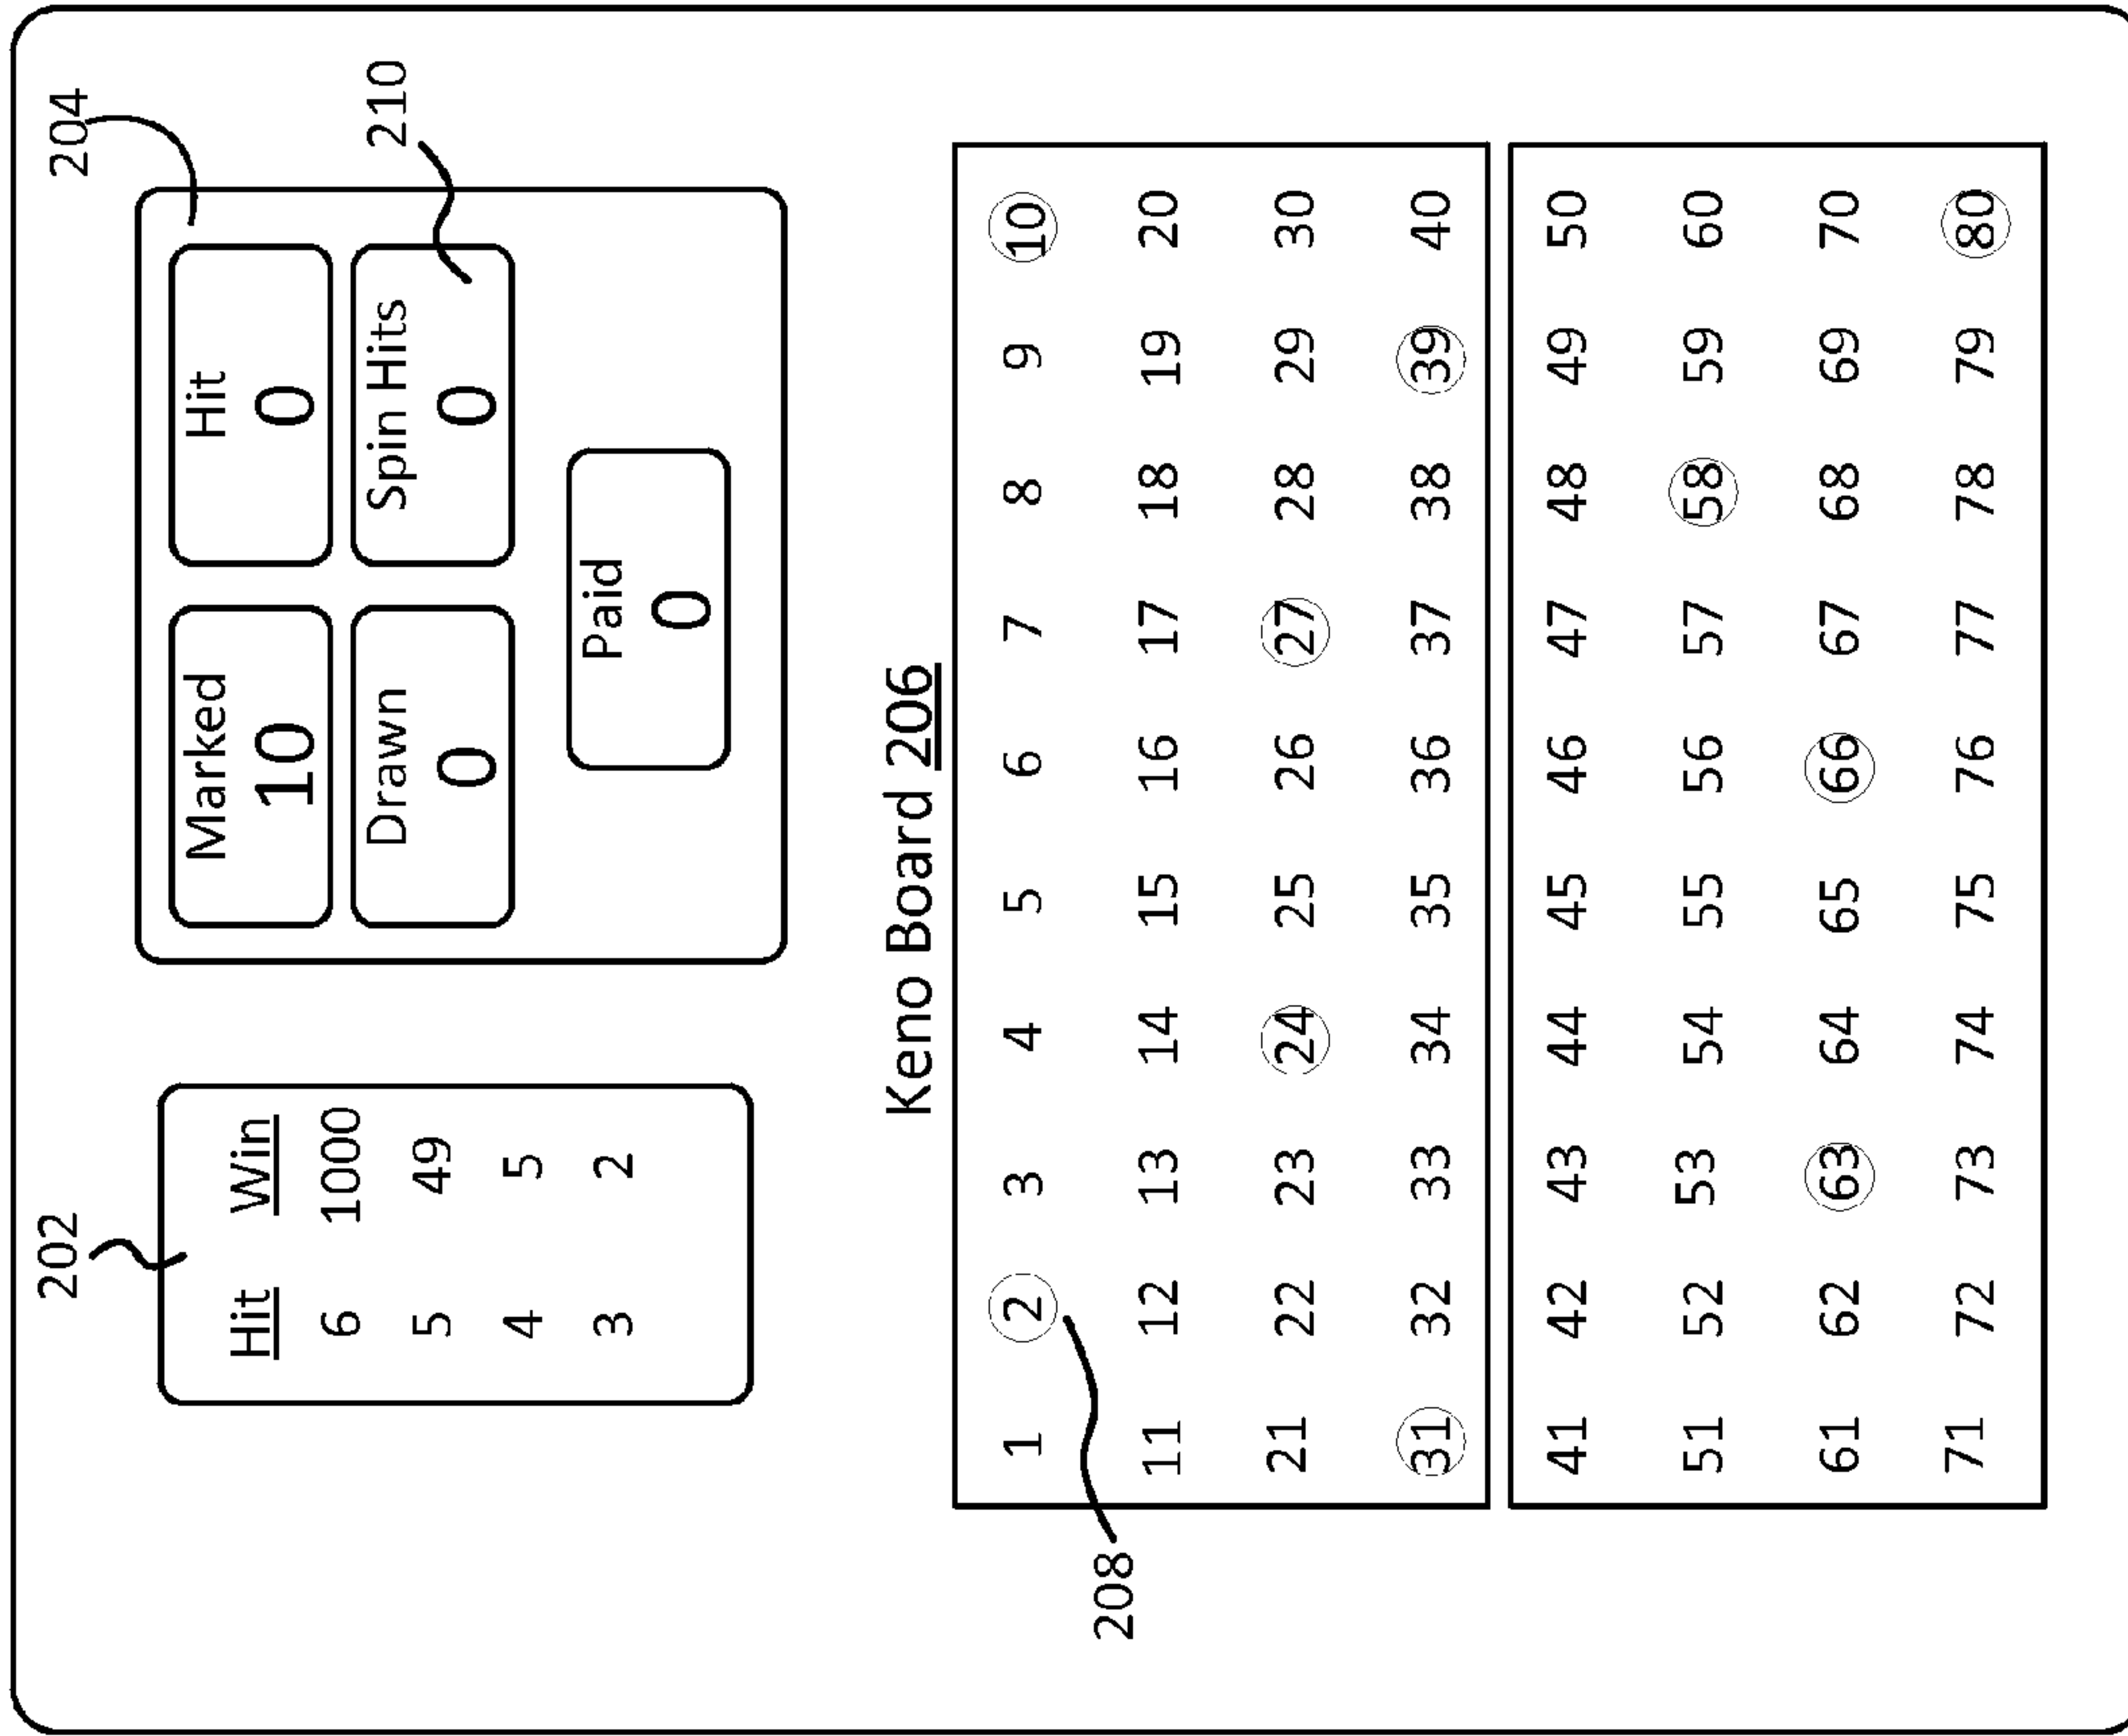 202
204
Hit Win
6 1000
5 49
4 5
3 2
Marked
10
Hit
0
Drawn
0
Spin Hits
0
210
Paid
0
Keno Board 206
1 2 3 4 5 6 7 8 9 10
208
11 12 13 14 15 16 17 18 19 20
21 22 23 24 25 26 27 28 29 30
31 32 33 34 35 36 37 38 39 40
41 42 43 44 45 46 47 48 49 50
51 52 53 54 55 56 57 58 59 60
61 62 63 64 65 66 67 68 69 70
71 72 73 74 75 76 77 78 79 80